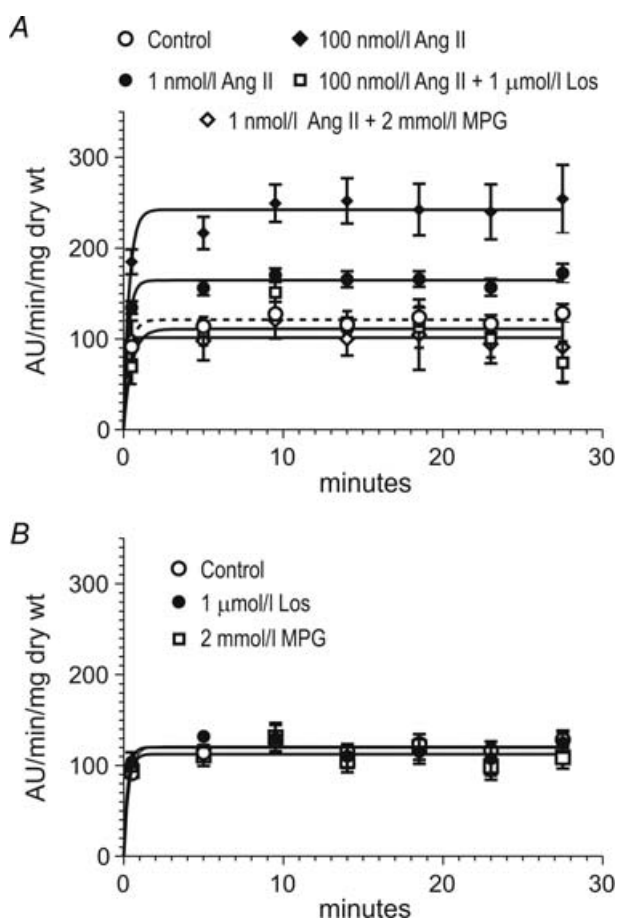 A
Control
100 nmol/l Ang II
1 nmol/l Ang II
100 nmol/l Ang II + 1 µmol/l Los
1 nmol/l Ang II + 2 mmol/l MPG
AU/min/mg dry wt
300
200
100
0
0 10 20 30
minutes
B
Control
1 µmol/l Los
2 mmol/l MPG
AU/min/mg dry wt
300
200
100
0
0 10 20 30
minutes